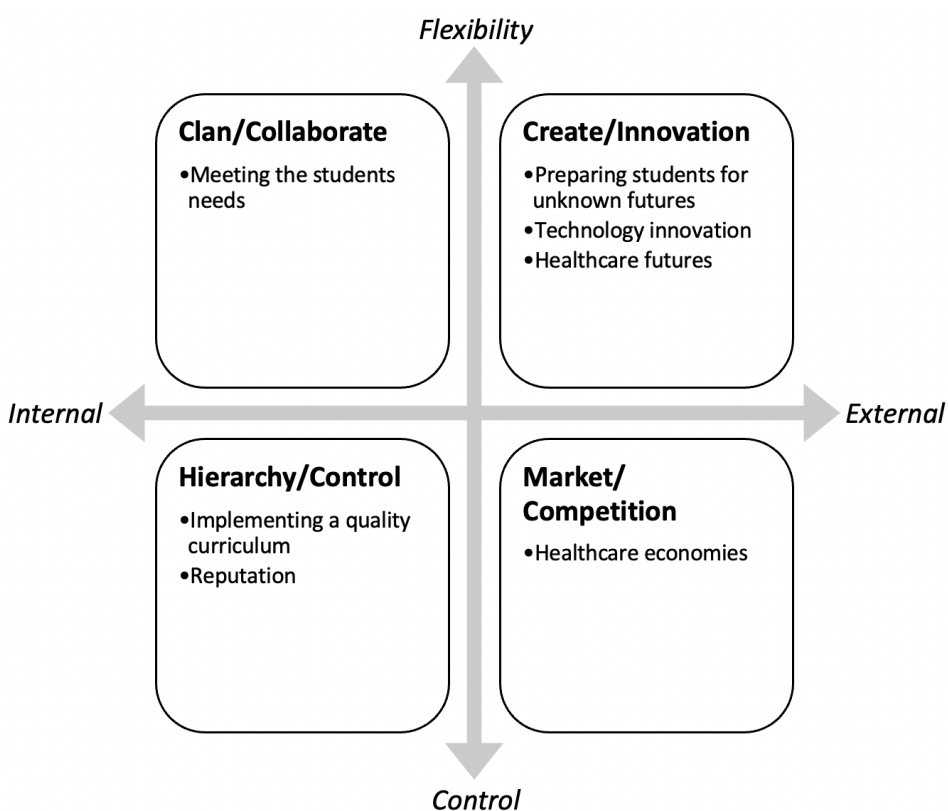 Flexibility
Clan/Collaborate
•Meeting the students
needs
Create/Innovation
•Preparing students for
unknown futures
•Technology innovation
•Healthcare futures
Internal
External
Hierarchy/Control
•Implementing a quality
curriculum
•Reputation
Market/
Competition
•Healthcare economies
Control